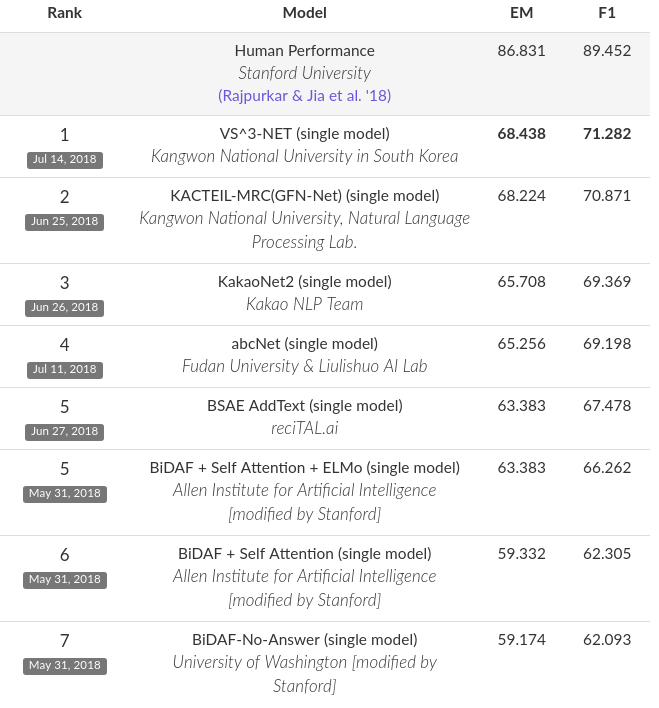 Rank Model EM F1
Human Performance 86.831 89.452
Stanford University
(Rajpurkar & Jia et al. '18)
1 VS^3-NET (single model) 68.438 71.282
Jul 14, 2018 Kangwon National University in South Korea
2 KACTEIL-MRC(GFN-Net) (single model) 68.224 70.871
Jun 25, 2018 Kangwon National University, Natural Language
Processing Lab.
3 KakaoNet2 (single model) 65.708 69.369
Jun 26, 2018 Kakao NLP Team
4 abcNet (single model) 65.256 69.198
Jul 11, 2018 Fudan University & Liulishuo AI Lab
5 BSAE AddText (single model) 63.383 67.478
Jun 27, 2018 reciTAL.ai
5 BiDAF + Self Attention + ELMo (single model) 63.383 66.262
May 31, 2018 Allen Institute for Artificial Intelligence
[modified by Stanford]
6 BiDAF + Self Attention (single model) 59.332 62.305
May 31, 2018 Allen Institute for Artificial Intelligence
[modified by Stanford]
7 BiDAF-No-Answer (single model) 59.174 62.093
May 31, 2018 University of Washington [modified by
Stanford]